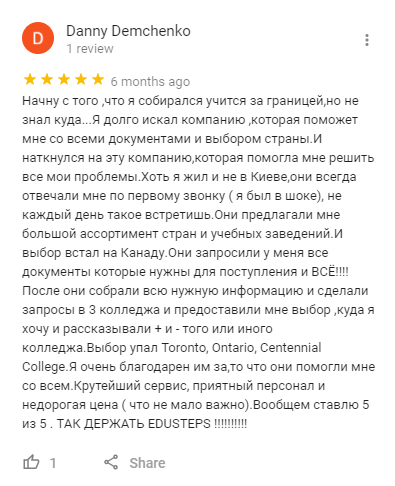 D
Danny Demchenko
1 review
6 months ago
Начну с того ,что я собирался учится за границей,но не
знал куда...Я долго искал компанию ,которая поможет
мне со всеми документами и выбором страны.И
наткнулся на эту компанию,которая помогла мне решить
все мои проблемы.Хоть я жил и не в Киеве,они всегда
отвечали мне по первому звонку ( я был в шоке), не
каждый день такое встретишь.Они предлагали мне
большой ассортимент стран и учебных заведений.И
выбор встал на Канаду.Они запросили у меня все
документы которые нужны для поступления и ВСЁ!!!!
После они собрали всю нужную информацию и сделали
запросы в 3 колледжа и предоставили мне выбор ,куда я
хочу и рассказывали + и - того или иного
колледжа.Выбор упал Toronto, Ontario, Centennial
College.Я очень благодарен им за,то что они помогли мне
со всем.Крутейший сервис, приятный персонал и
недорогая цена ( что не мало важно).Вообщем ставлю 5
из 5 . ТАК ДЕРЖАТЬ EDUSTEPS !!!!!!!!!!
1
Share